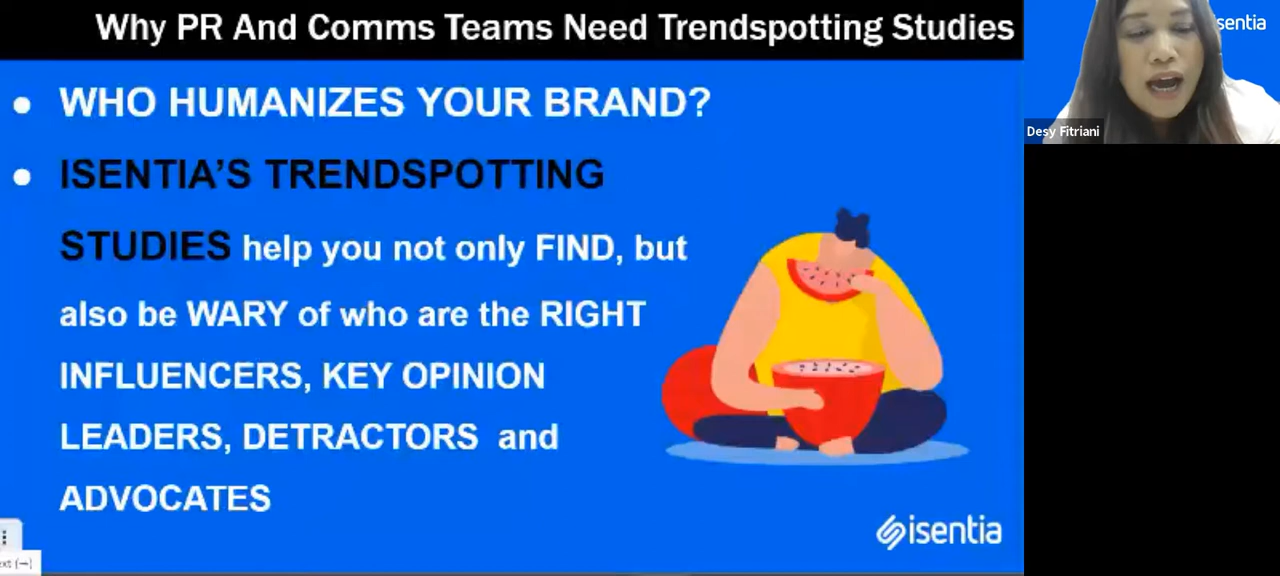 Why PR And Comms Teams Need Trendspotting Studies
WHO HUMANIZES YOUR BRAND?
ISENTIA'S TRENDSPOTTING
STUDIES help you not only FIND, but
also be WARY of who are the RIGHT
INFLUENCERS, KEY OPINION
LEADERS, DETRACTORS and
ADVOCATES
isentia
sentia
Desy Fitriani